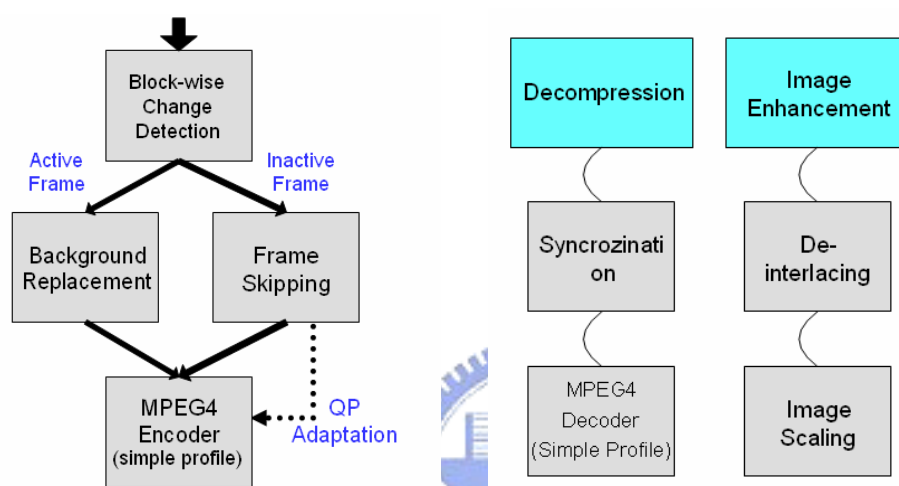 Block-wise
Change
Detection
Active
Frame
Inactive
Frame
Background
Replacement
Frame
Skipping
MPEG4
Encoder
(simple profile)
QP
Adaptation
Decompression
Syncrozinati
on
MPEG4
Decoder
(Simple Profile)
Image
Enhancement
De-
interlacing
Image
Scaling